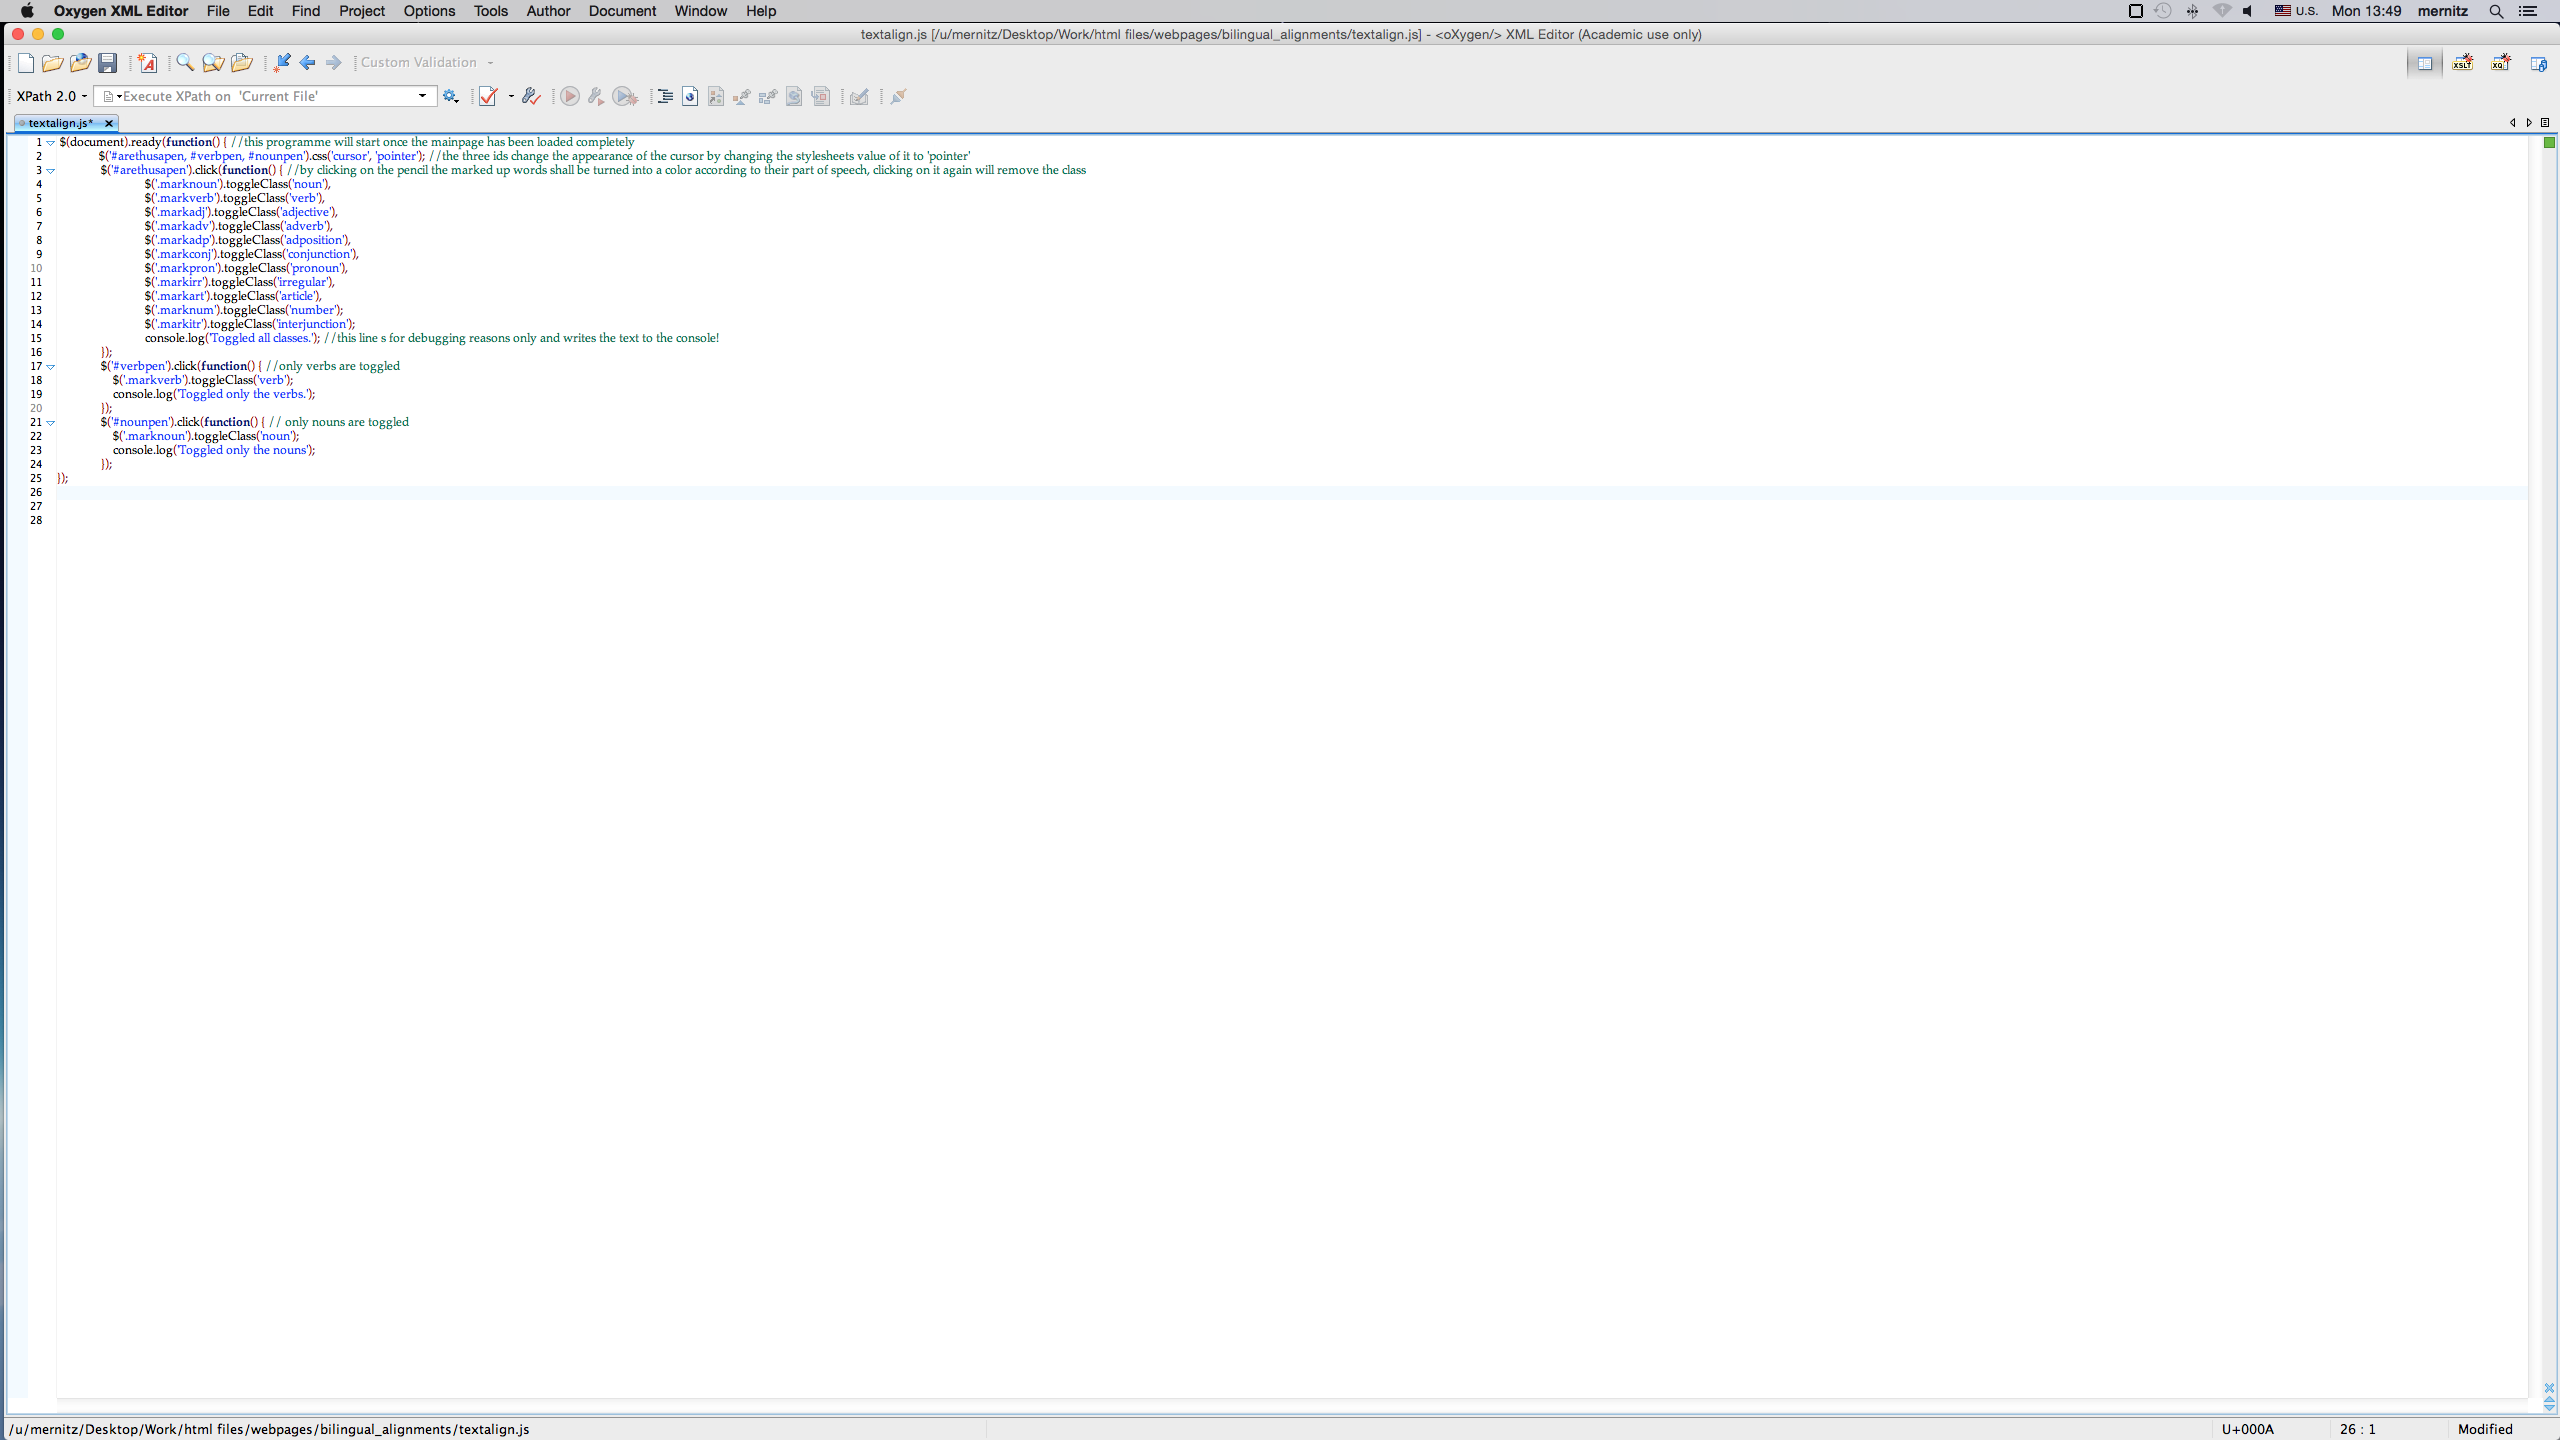 Oxygen XML Editor File Edit Find Project Options Tools Author Document Window Help U.S. Mon 13:49 mernitz
textalign.js [/u/mernitz/Desktop/Work/html files/webpages/bilingual_alignments/textalign.js] - <oXygen/> XML Editor (Academic use only)
Custom Validation
XSLT XQ
XPath 2.0 Execute XPath on 'Current File'
textalign.js*
1 $(document).ready(function() { //this programme will start once the mainpage has been loaded completely
2 $('#arethusapen, #verbpen, #nounpen').css('cursor', 'pointer'); //the three ids change the appearance of the cursor by changing the stylesheets value of it to 'pointer'
3 $('#arethusapen').click(function() { //by clicking on the pencil the marked up words shall be turned into a color according to their part of speech, clicking on it again will remove the class
4 $('.marknoun').toggleClass('noun'),
5 $('.markverb').toggleClass('verb'),
6 $('.markadj').toggleClass('adjective'),
7 $('.markadv').toggleClass('adverb'),
8 $('.markadp').toggleClass('adposition'),
9 $('.markconj').toggleClass('conjunction'),
10 $('.markpron').toggleClass('pronoun'),
11 $('.markirr').toggleClass('irregular'),
12 $('.markart').toggleClass('article'),
13 $('.marknum').toggleClass('number');
14 $('.markitr').toggleClass('interjunction');
15 console.log('Toggled all classes.'); //this line s for debugging reasons only and writes the text to the console!
16 });
17 $('#verbpen').click(function() { //only verbs are toggled
18 $('.markverb').toggleClass('verb');
19 console.log('Toggled only the verbs.');
20 });
21 $('#nounpen').click(function() { // only nouns are toggled
22 $('.marknoun').toggleClass('noun');
23 console.log('Toggled only the nouns');
24 });
25 });
26
27
28
/u/mernitz/Desktop/Work/html files/webpages/bilingual_alignments/textalign.js U+000A 26 : 1 Modified